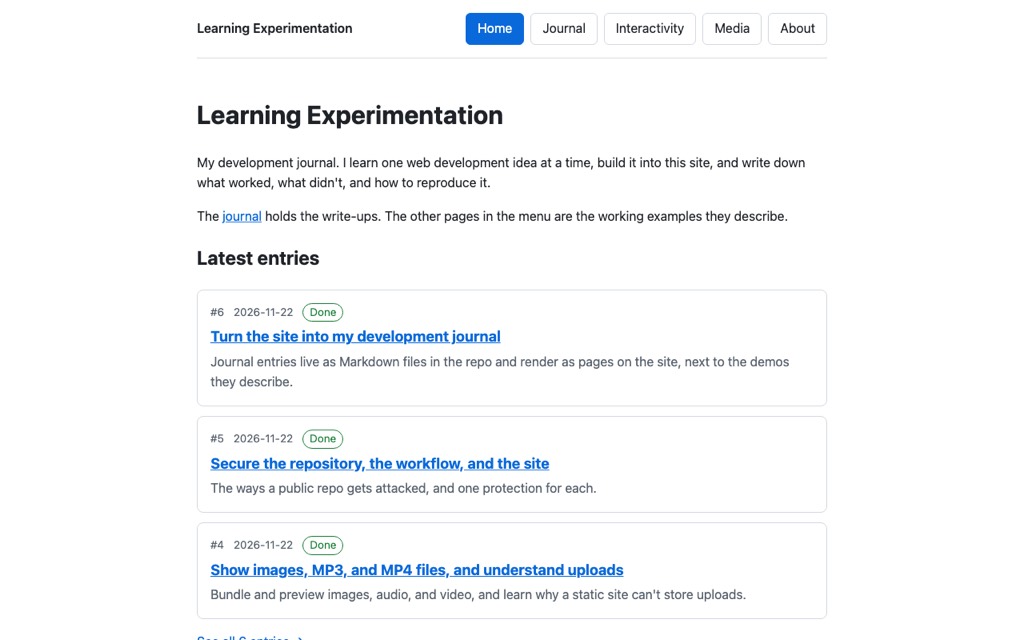 Learning Experimentation
Home
Journal
Interactivity
Media
About
Learning Experimentation
My development journal. I learn one web development idea at a time, build it into this site, and write down
what worked, what didn't, and how to reproduce it.
The journal holds the write-ups. The other pages in the menu are the working examples they describe.
Latest entries
#6 2026-11-22 Done
Turn the site into my development journal
Journal entries live as Markdown files in the repo and render as pages on the site, next to the demos
they describe.
#5 2026-11-22 Done
Secure the repository, the workflow, and the site
The ways a public repo gets attacked, and one protection for each.
#4 2026-11-22 Done
Show images, MP3, and MP4 files, and understand uploads
Bundle and preview images, audio, and video, and learn why a static site can't store uploads.
See all 6 entries →